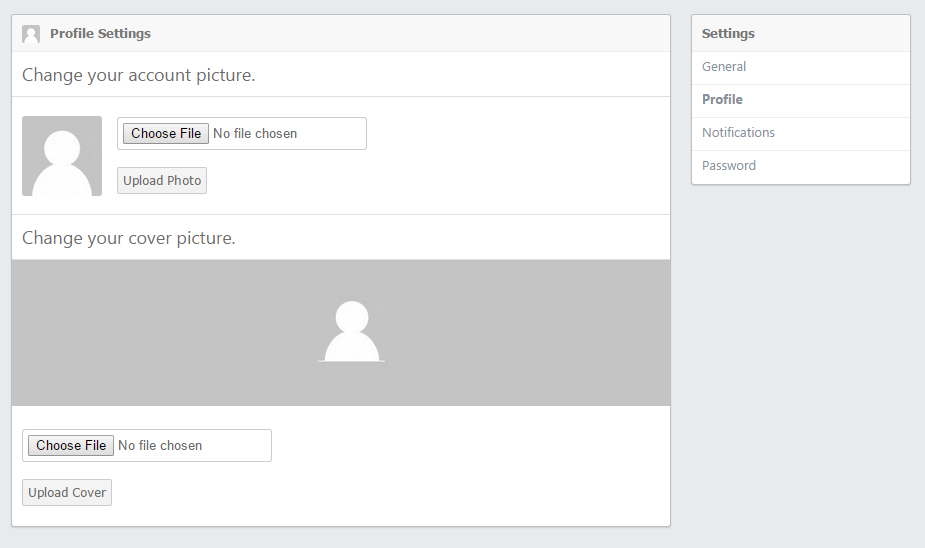 Profile Settings
Change your account picture.
Choose File No file chosen
Upload Photo
Change your cover picture.
Choose File No file chosen
Upload Cover
Settings
General
Profile
Notifications
Password